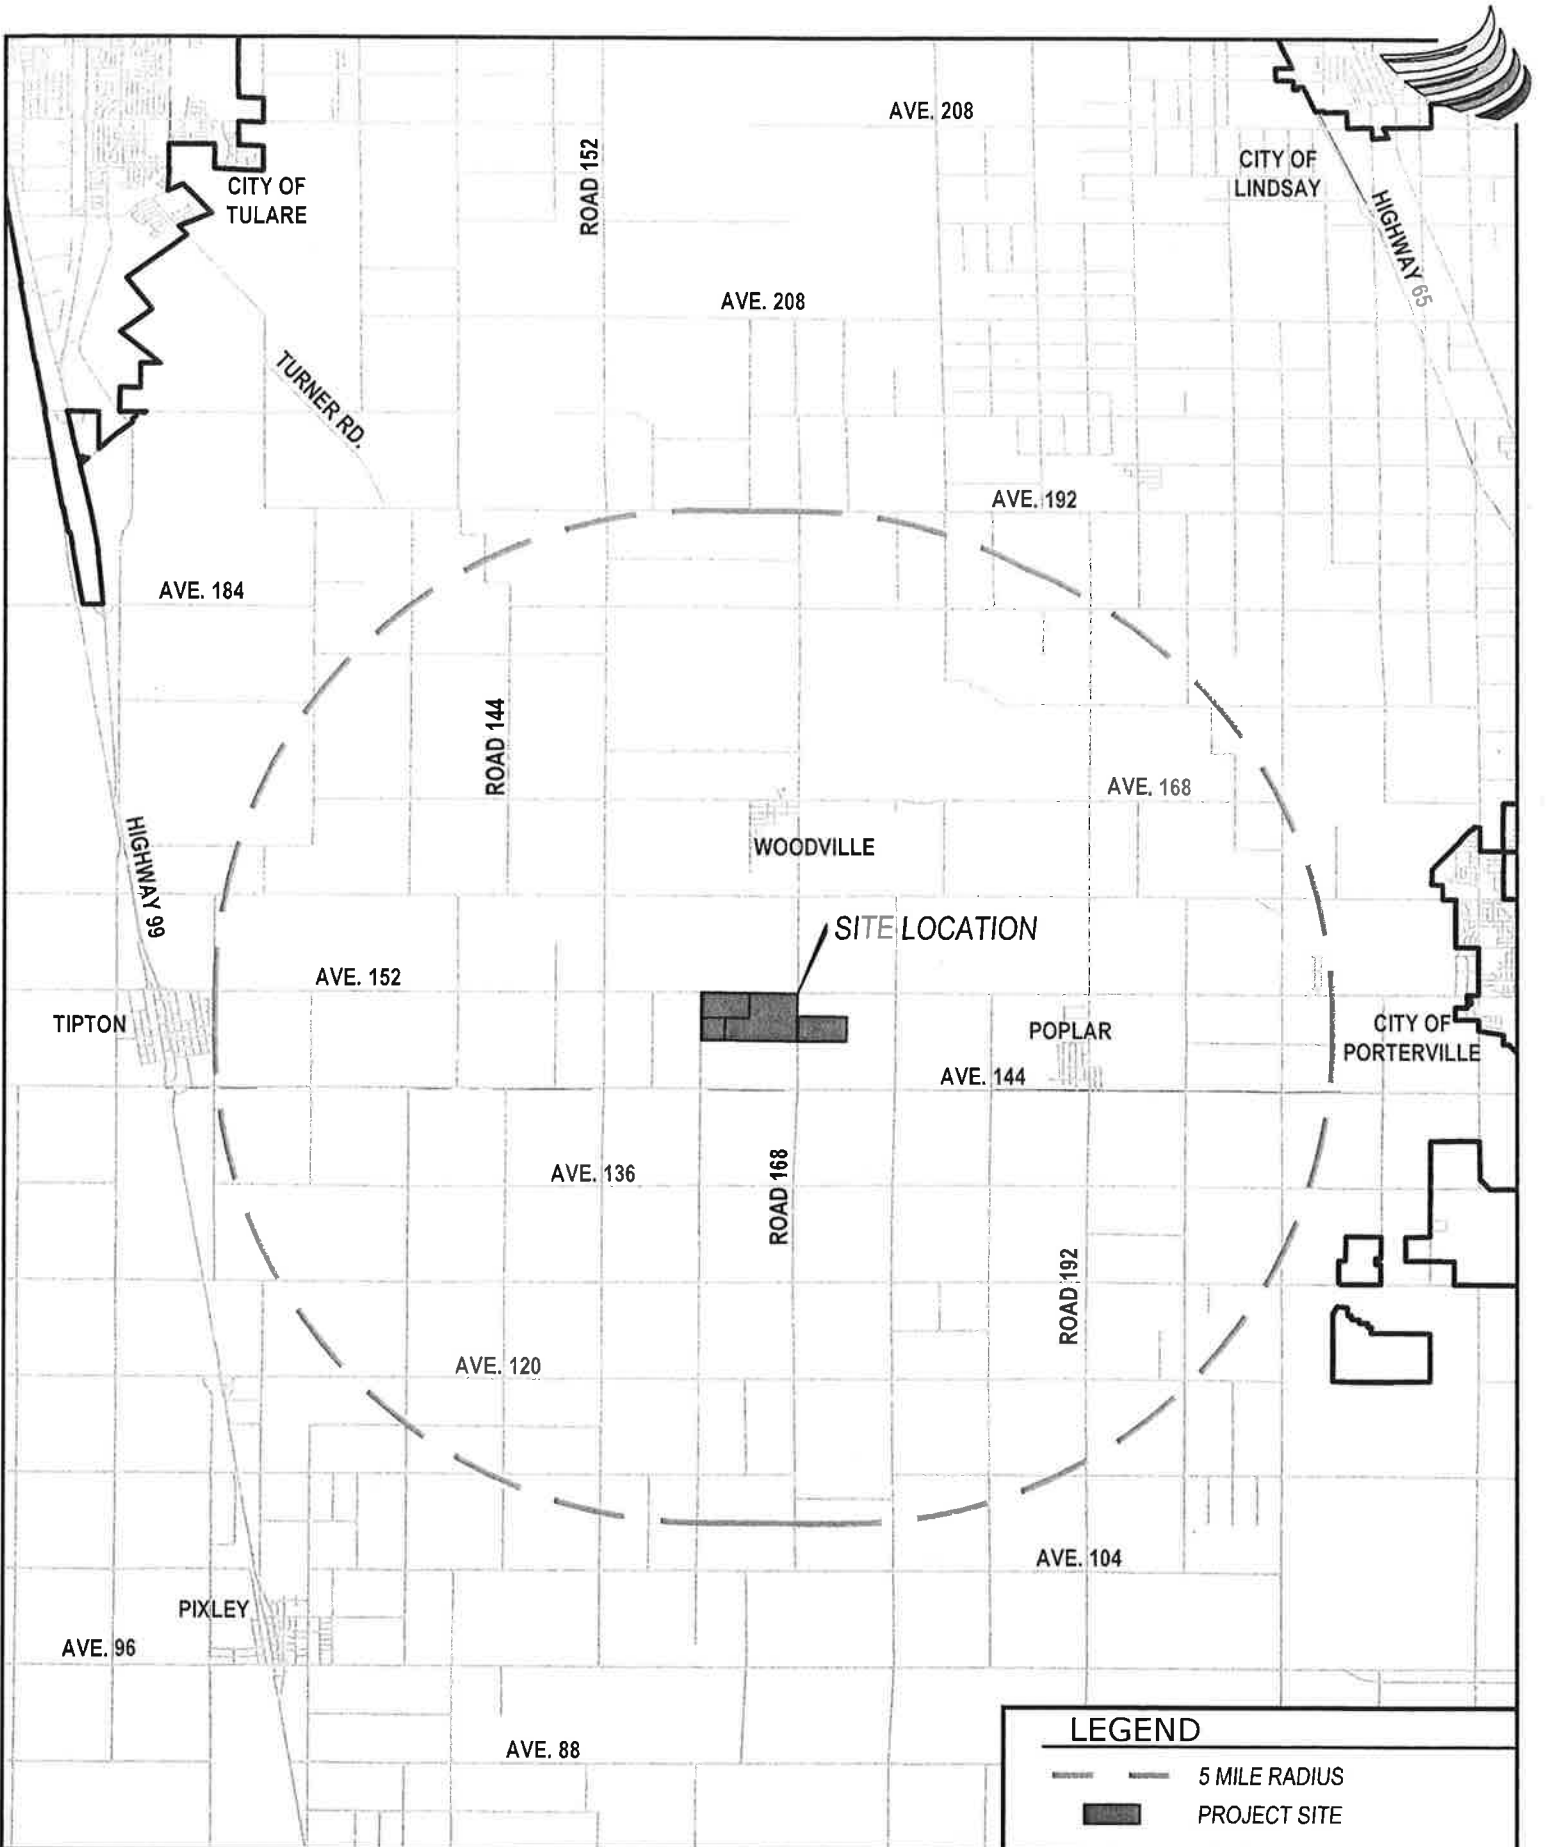 AVE. 208
ROAD 152
CITY OF
LINDSAY
CITY OF
TULARE
HIGHWAY 65
AVE. 208
TURNER RD.
AVE. 192
AVE. 184
ROAD 144
AVE. 168
WOODVILLE
HIGHWAY 99
SITE LOCATION
AVE. 152
TIPTON
POPLAR
CITY OF
PORTERVILLE
AVE. 144
AVE. 136
ROAD 168
ROAD 192
AVE. 120
AVE. 104
PIXLEY
AVE. 96
AVE. 88
LEGEND
5 MILE RADIUS
PROJECT SITE